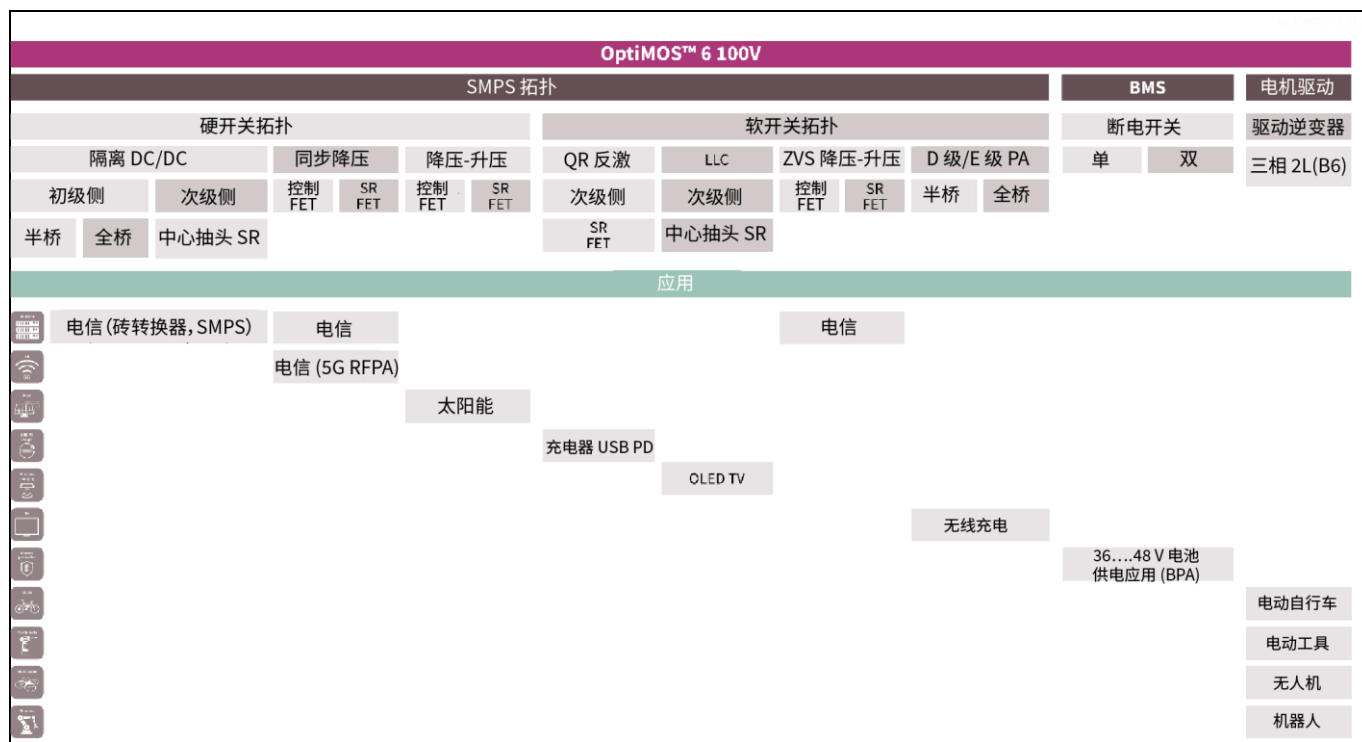 OptiMOS™ 6 100V
SMPS 拓扑
BMS
电机驱动
硬开关拓扑
软开关拓扑
断电开关
驱动逆变器
隔离 DC/DC
同步降压
降压-升压
QR 反激
LLC
ZVS 降压-升压
D 级/E 级 PA
单
双
三相 2L(B6)
初级侧
次级侧
控制
FET
SR
FET
控制
FET
SR
FET
次级侧
次级侧
控制
FET
SR
FET
半桥
全桥
半桥
全桥
中心抽头 SR
SR
FET
中心抽头 SR
应用
电信(砖转换器, SMPS)
电信
电信
电信 (5G RFPA)
太阳能
充电器 USB PD
OLED TV
无线充电
36....48 V 电池
供电应用 (BPA)
电动自行车
电动工具
无人机
机器人